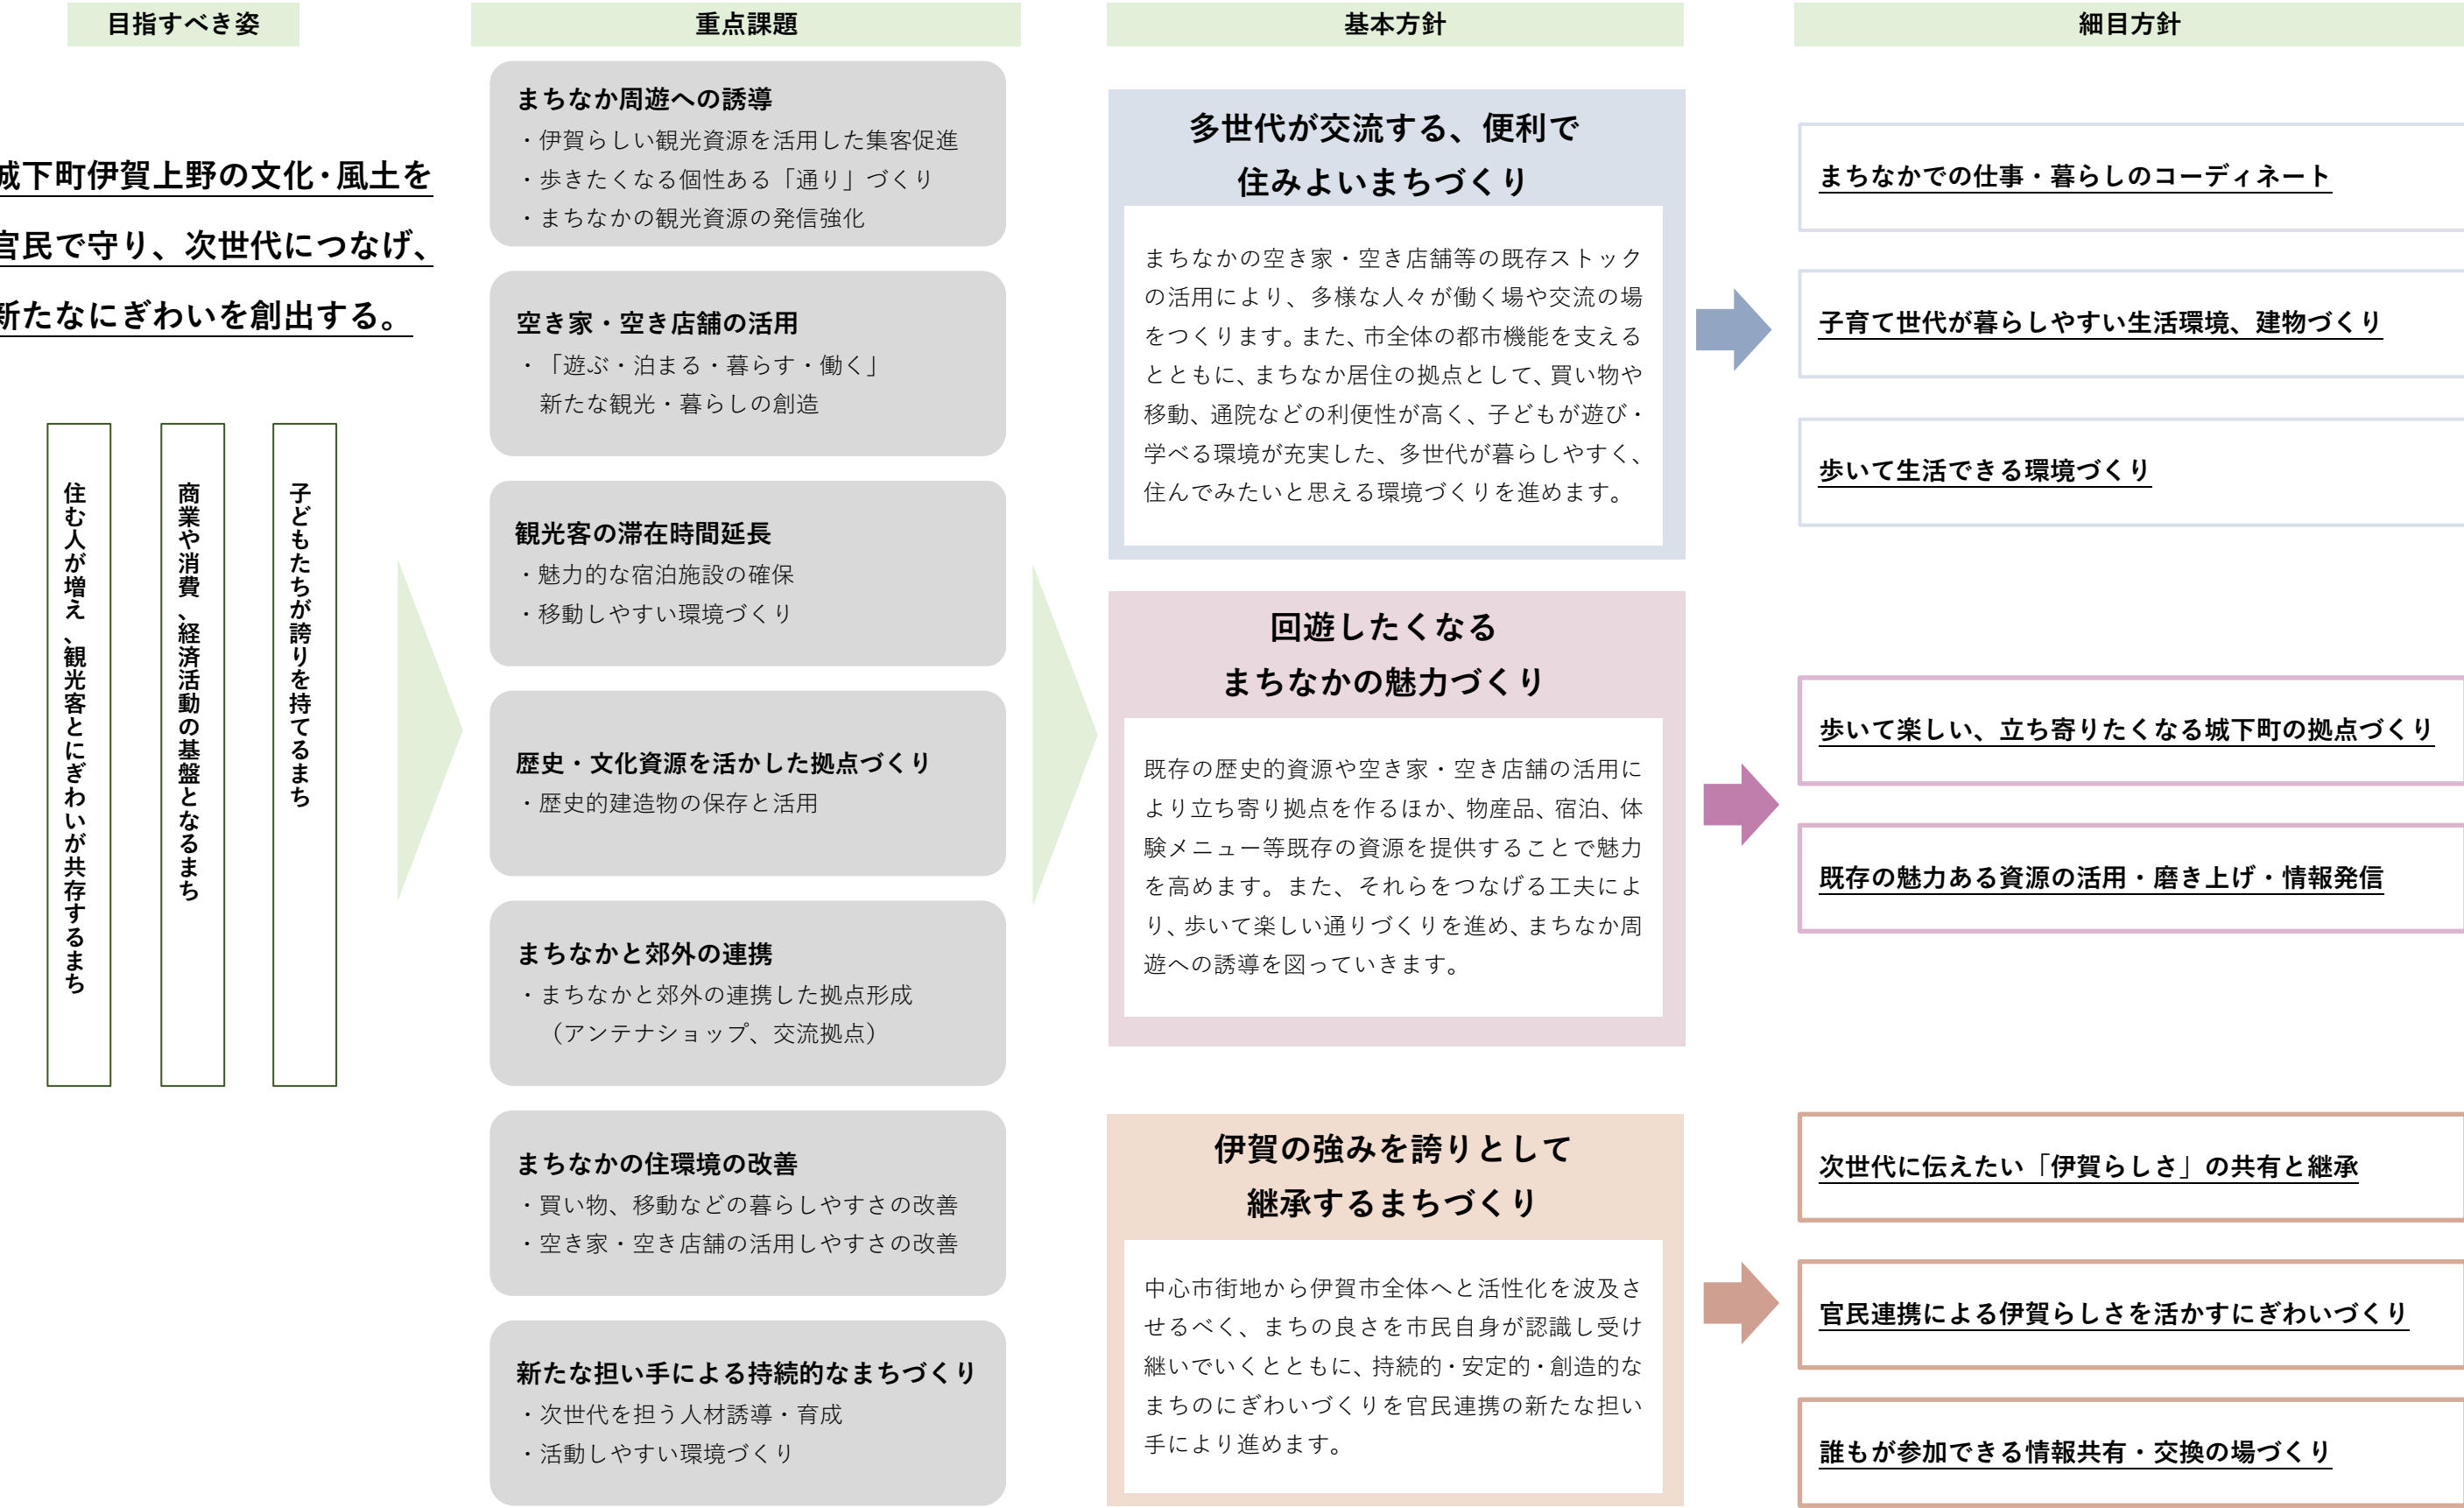 目指すべき姿
城下町伊賀上野の文化・風土を
官民で守り、次世代につなげ、
新たなにぎわいを創出する。
子どもたちが誇りを持てるまち
商業や消費、経済活動の基盤となるまち
住む人が増え、観光客とにぎわいが共存するまち
重点課題
まちなか周遊への誘導
・伊賀らしい観光資源を活用した集客促進
・歩きたくなる個性ある「通り」づくり
・まちなかの観光資源の発信強化
空き家・空き店舗の活用
・「遊ぶ・泊まる・暮らす・働く」
新たな観光・暮らしの創造
観光客の滞在時間延長
・魅力的な宿泊施設の確保
・移動しやすい環境づくり
歴史・文化資源を活かした拠点づくり
・歴史的建造物の保存と活用
まちなかと郊外の連携
・まちなかと郊外の連携した拠点形成
（アンテナショップ、交流拠点）
まちなかの住環境の改善
・買い物、移動などの暮らしやすさの改善
・空き家・空き店舗の活用しやすさの改善
新たな担い手による持続的なまちづくり
・次世代を担う人材誘導・育成
・活動しやすい環境づくり
基本方針
多世代が交流する、便利で
住みよいまちづくり
まちなかの空き家・空き店舗等の既存ストック
の活用により、多様な人々が働く場や交流の場
をつくります。また、市全体の都市機能を支える
とともに、まちなか居住の拠点として、買い物や
移動、通院などの利便性が高く、子どもが遊び・
学べる環境が充実した、多世代が暮らしやすく、
住んでみたいと思える環境づくりを進めます。
回遊したくなる
まちなかの魅力づくり
既存の歴史的資源や空き家・空き店舗の活用に
より立ち寄り拠点を作るほか、物産品、宿泊、体
験メニュー等既存の資源を提供することで魅力
を高めます。また、それらをつなげる工夫によ
り、歩いて楽しい通りづくりを進め、まちなか周
遊への誘導を図っていきます。
伊賀の強みを誇りとして
継承するまちづくり
中心市街地から伊賀市全体へと活性化を波及さ
せるべく、まちの良さを市民自身が認識し受け
継いでいくとともに、持続的・安定的・創造的な
まちのにぎわいづくりを官民連携の新たな担い
手により進めます。
細目方針
まちなかでの仕事・暮らしのコーディネート
子育て世代が暮らしやすい生活環境、建物づくり
歩いて生活できる環境づくり
歩いて楽しい、立ち寄りたくなる城下町の拠点づくり
既存の魅力ある資源の活用・磨き上げ・情報発信
次世代に伝えたい「伊賀らしさ」の共有と継承
官民連携による伊賀らしさを活かすにぎわいづくり
誰もが参加できる情報共有・交換の場づくり